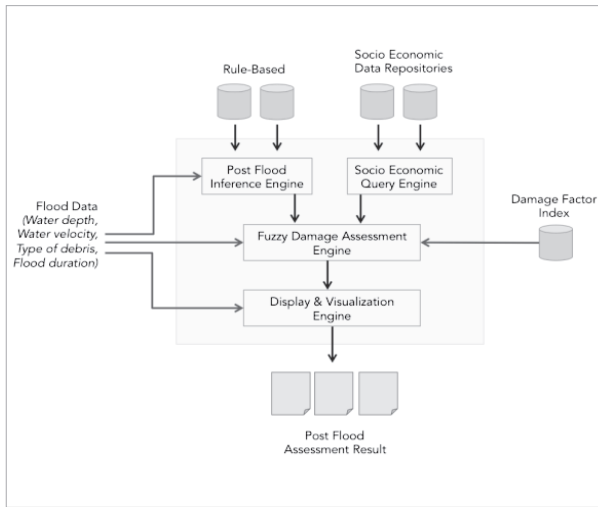 Rule-Based
Socio Economic
Data Repositories
Post Flood
Inference Engine
Socio Economic
Query Engine
Flood Data
(Water depth,
Water velocity,
Type of debris,
Flood duration)
Damage Factor
Index
Fuzzy Damage Assessment
Engine
Display & Visualization
Engine
Post Flood
Assessment Result